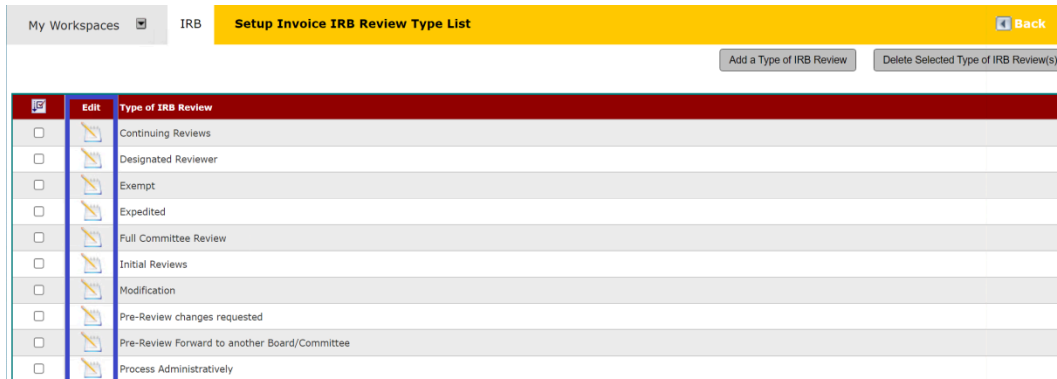 My Workspaces IRB Setup Invoice IRB Review Type List Back
Add a Type of IRB Review Delete Selected Type of IRB Review(s)
Edit Type of IRB Review
Continuing Reviews
Designated Reviewer
Exempt
Expedited
Full Committee Review
Initial Reviews
Modification
Pre-Review changes requested
Pre-Review Forward to another Board/Committee
Process Administratively